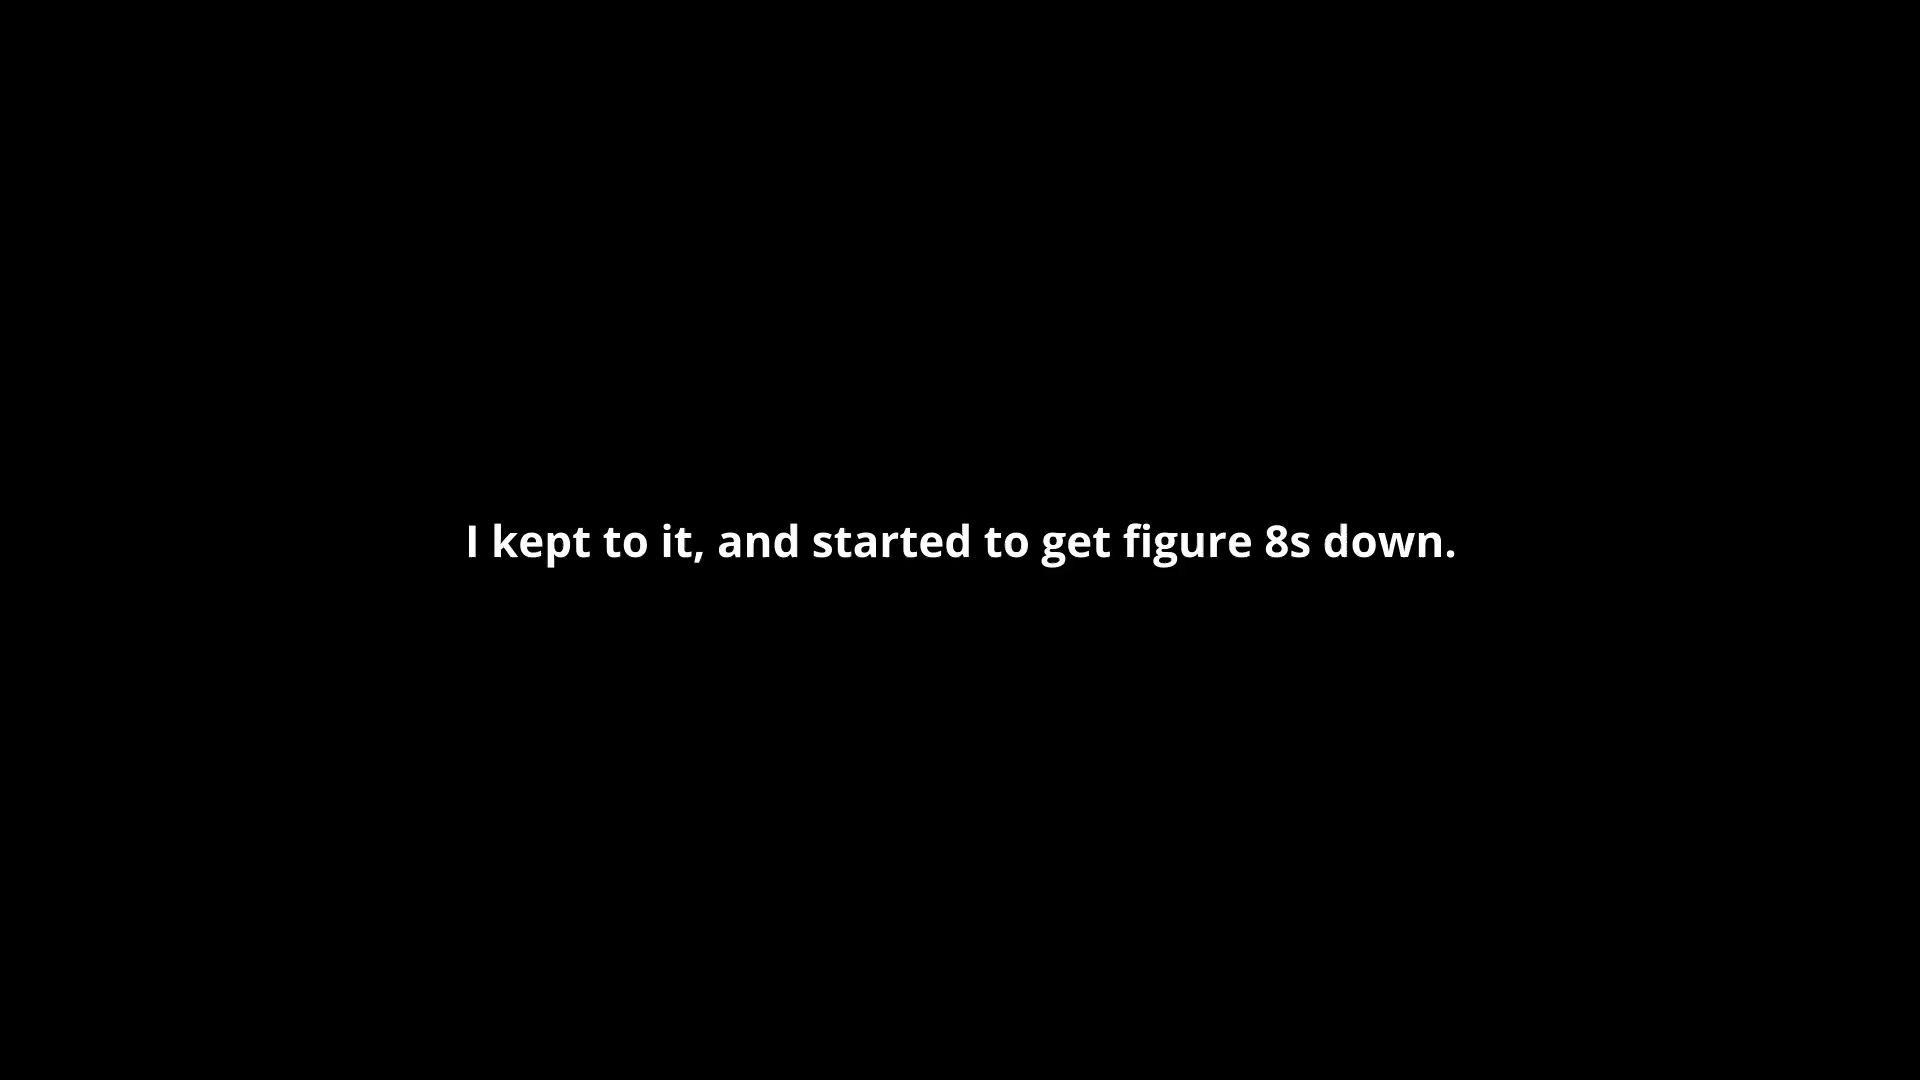 I kept to it, and started to get figure 8s down.